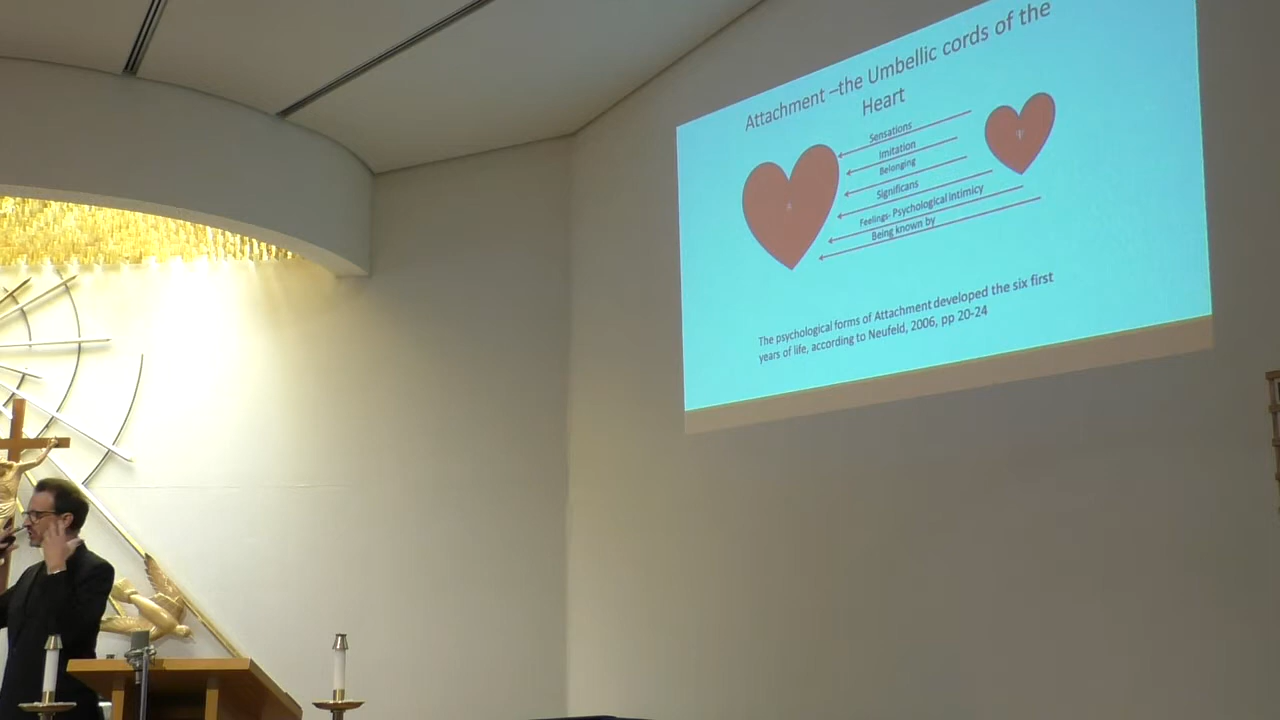 Attachment –the Umbellic cords of the
Heart
Sensations
Imitation
Belonging
Significans
Feelings- Psychological intimicy
Being known by
The psychological forms of Attachment developed the six first
years of life, according to Neufeld, 2006, pp 20-24